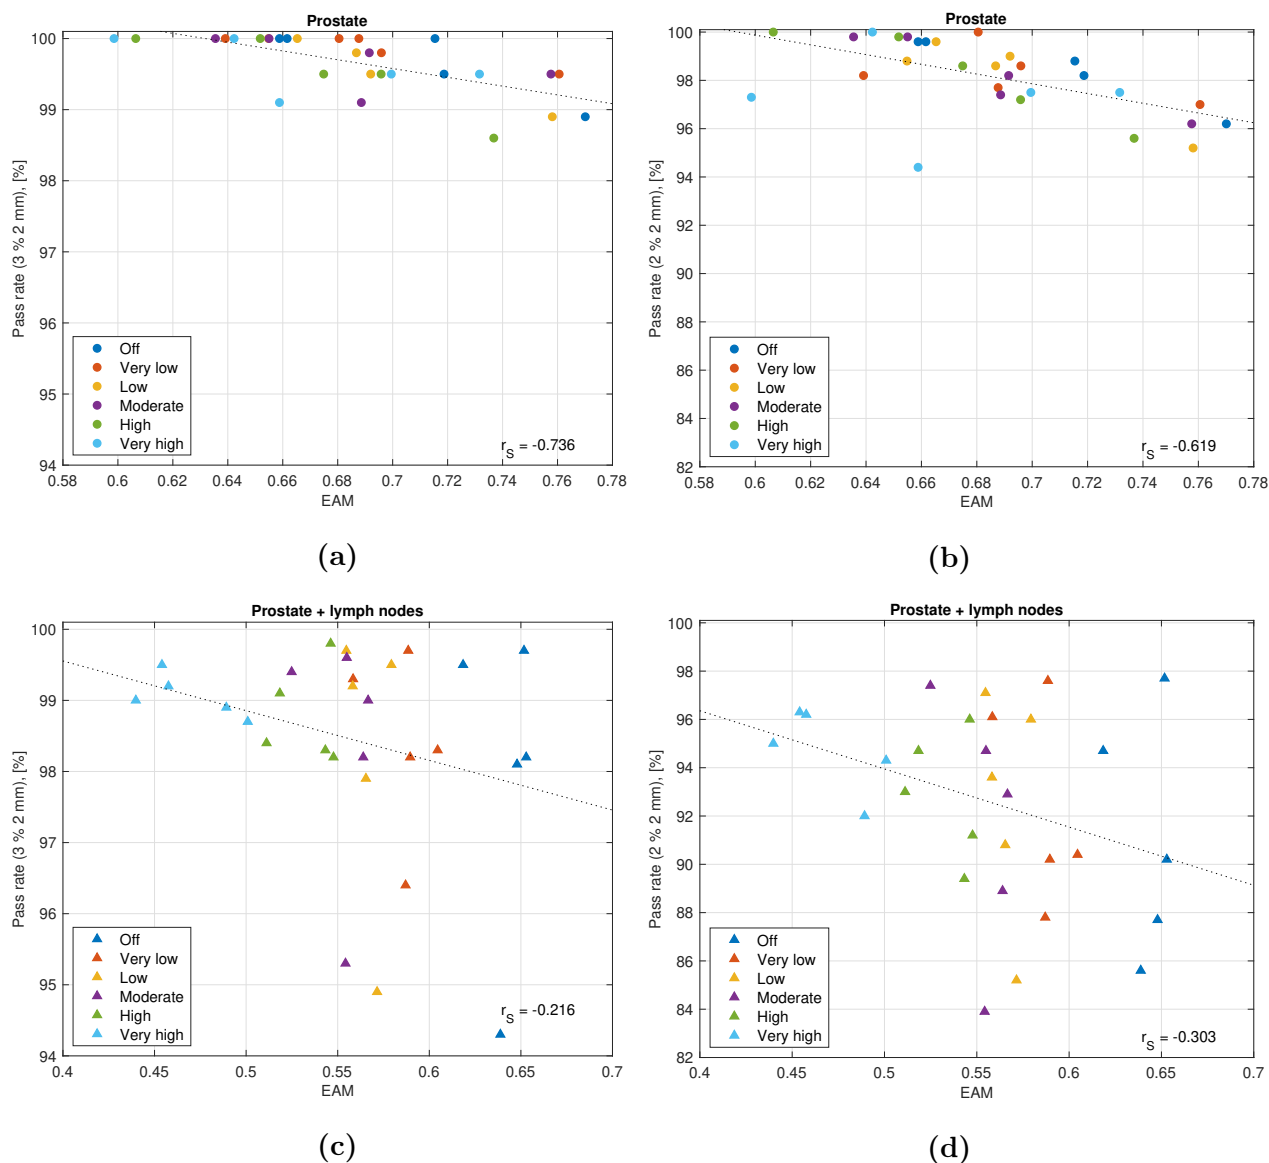 Prostate
100
99
98
97
96
95
94
Pass rate (3 % 2 mm), [%]
Off
Very low
Low
Moderate
High
Very high
r_S = -0.736
0.58 0.6 0.62 0.64 0.66 0.68 0.7 0.72 0.74 0.76 0.78
EAM
(a)
Prostate
100
98
96
94
92
90
88
86
84
82
Pass rate (2 % 2 mm), [%]
Off
Very low
Low
Moderate
High
Very high
r_S = -0.619
0.58 0.6 0.62 0.64 0.66 0.68 0.7 0.72 0.74 0.76 0.78
EAM
(b)
Prostate + lymph nodes
100
99
98
97
96
95
94
Pass rate (3 % 2 mm), [%]
Off
Very low
Low
Moderate
High
Very high
r_S = -0.216
0.4 0.45 0.5 0.55 0.6 0.65 0.7
EAM
(c)
Prostate + lymph nodes
100
98
96
94
92
90
88
86
84
82
Pass rate (2 % 2 mm), [%]
Off
Very low
Low
Moderate
High
Very high
r_S = -0.303
0.4 0.45 0.5 0.55 0.6 0.65 0.7
EAM
(d)